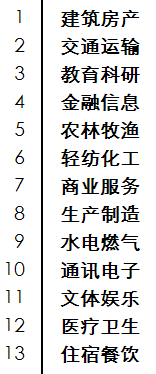 1 建筑房产
2 交通运输
3 教育科研
4 金融信息
5 农林牧渔
6 轻纺化工
7 商业服务
8 生产制造
9 水电燃气
10 通讯电子
11 文体娱乐
12 医疗卫生
13 住宿餐饮